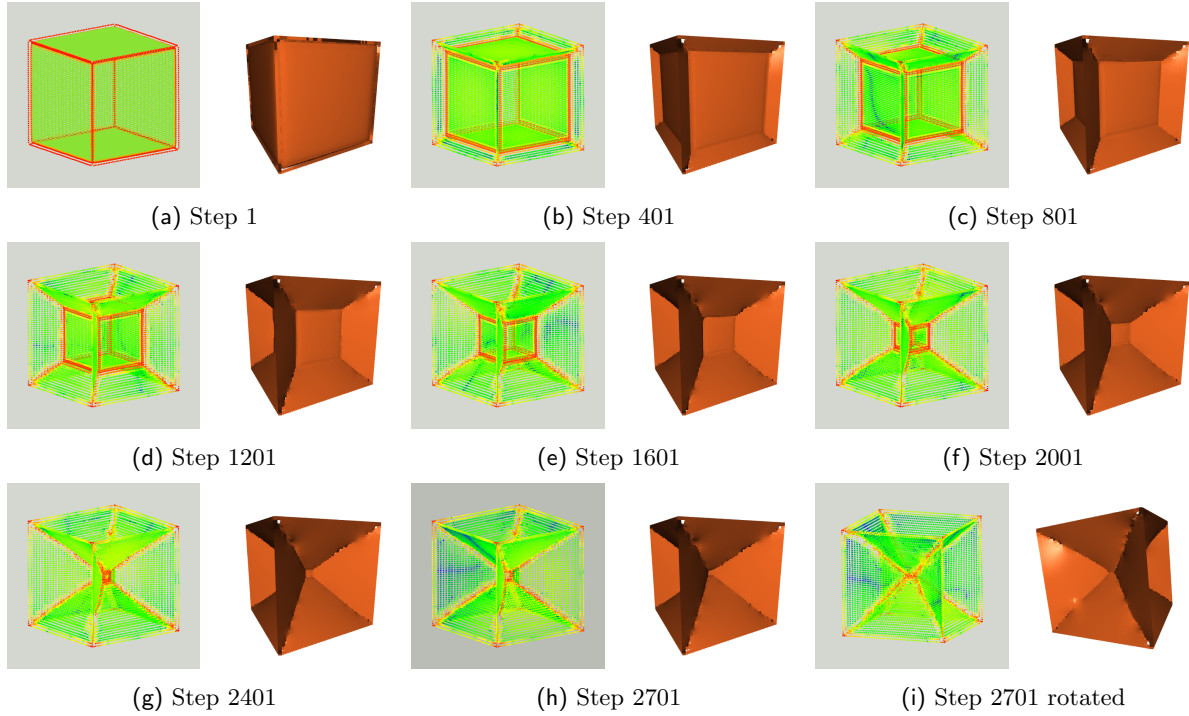 (a) Step 1
(b) Step 401
(c) Step 801
(d) Step 1201
(e) Step 1601
(f) Step 2001
(g) Step 2401
(h) Step 2701
(i) Step 2701 rotated